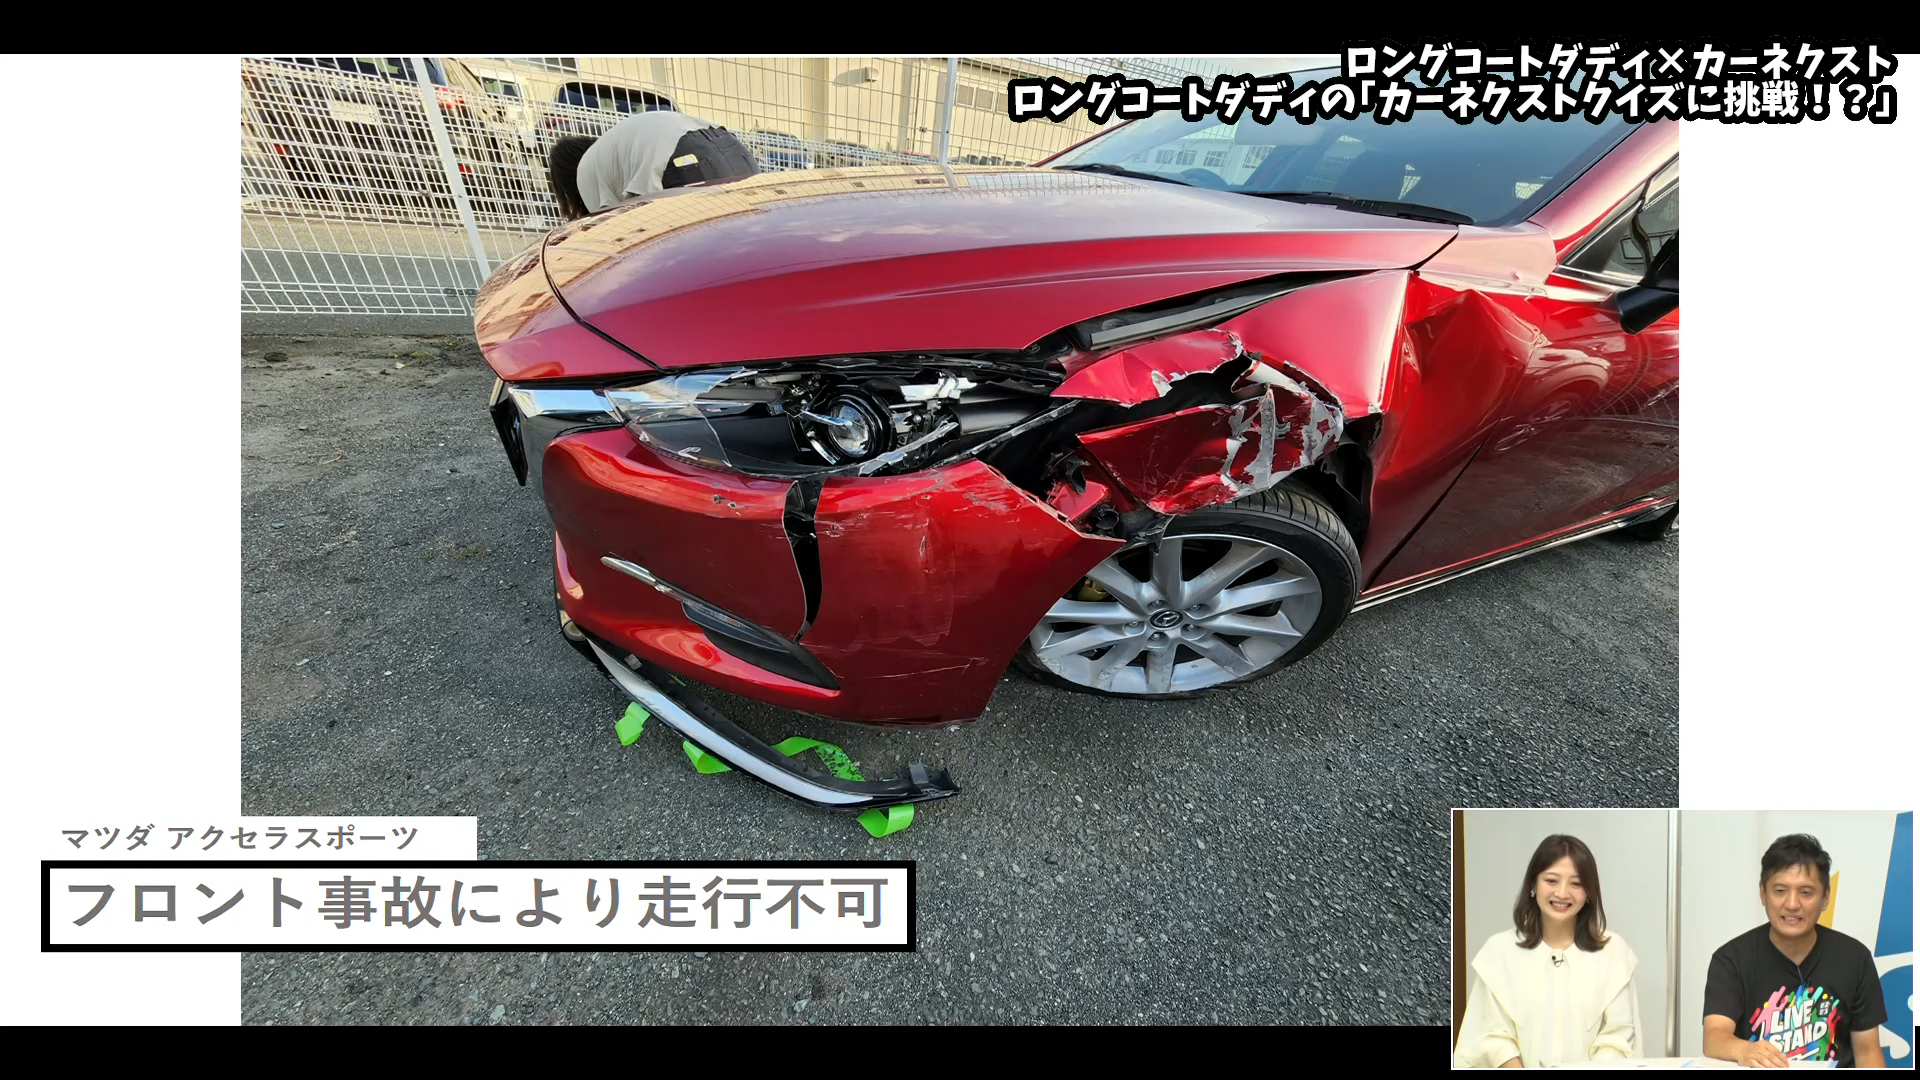 ロングコートダディ×カーネクスト
ロングコートダディの｢カーネクストクイズに挑戦！？｣
マツダ アクセラスポーツ
フロント事故により走行不可
LIVE
STAND